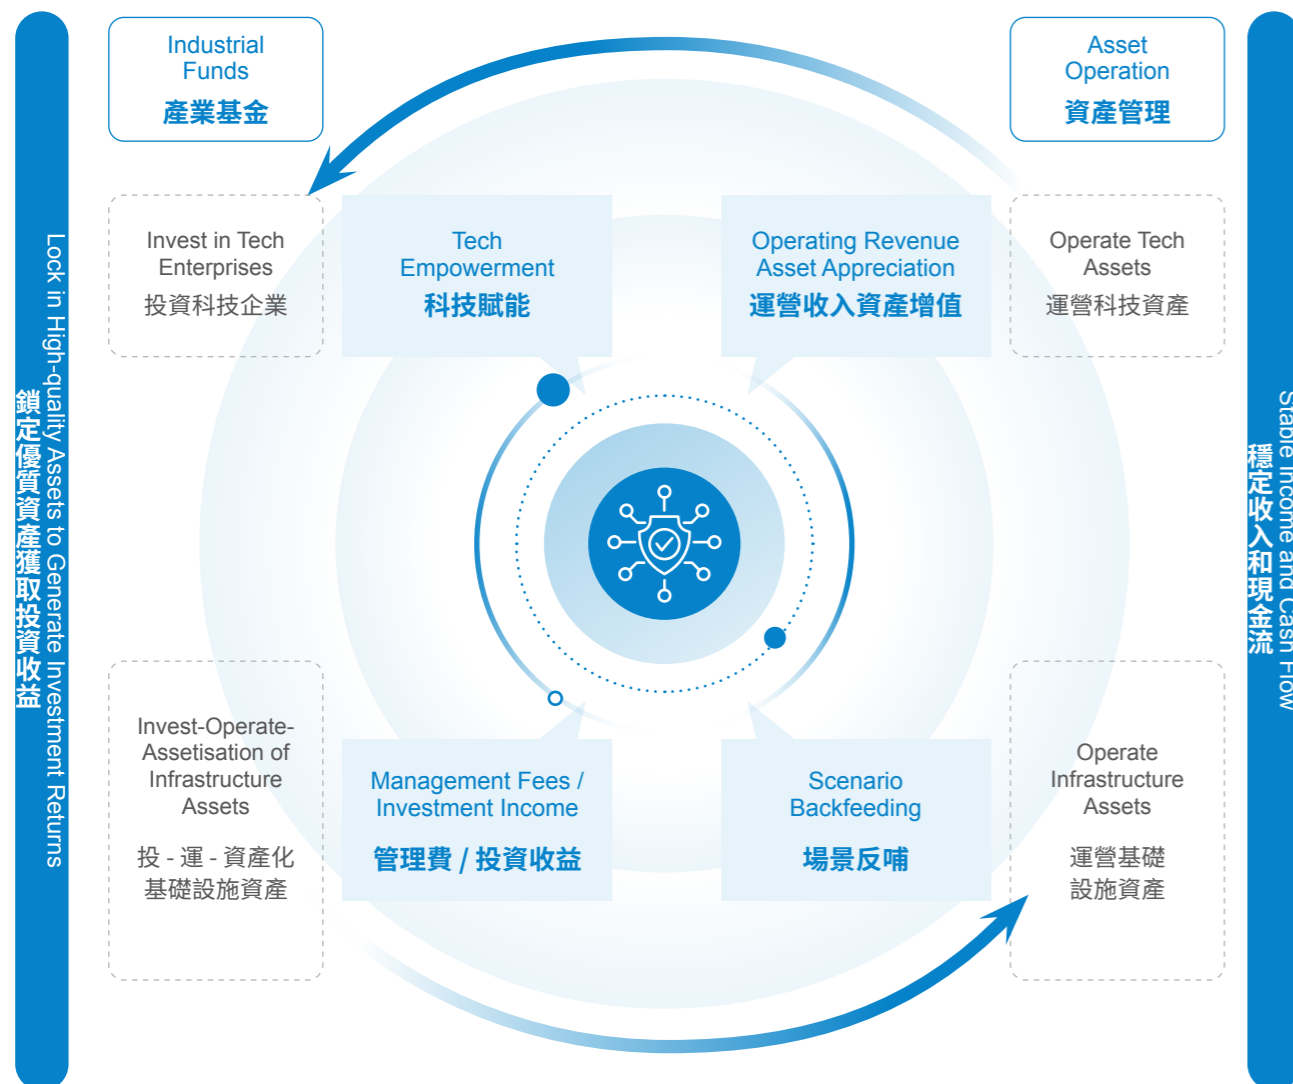 Lock in High-quality Assets to Generate Investment Returns
鎖定優質資產獲取投資收益
Industrial
Funds
產業基金
Asset
Operation
資產管理
Invest in Tech
Enterprises
投資科技企業
Tech
Empowerment
科技賦能
Operating Revenue
Asset Appreciation
運營收入資產增值
Operate Tech
Assets
運營科技資產
Invest-Operate-
Assetisation of
Infrastructure
Assets
投 - 運 - 資產化
基礎設施資產
Management Fees /
Investment Income
管理費 / 投資收益
Scenario
Backfeeding
場景反哺
Operate
Infrastructure
Assets
運營基礎
設施資產
Stable Income and Cash Flow
穩定收入和現金流